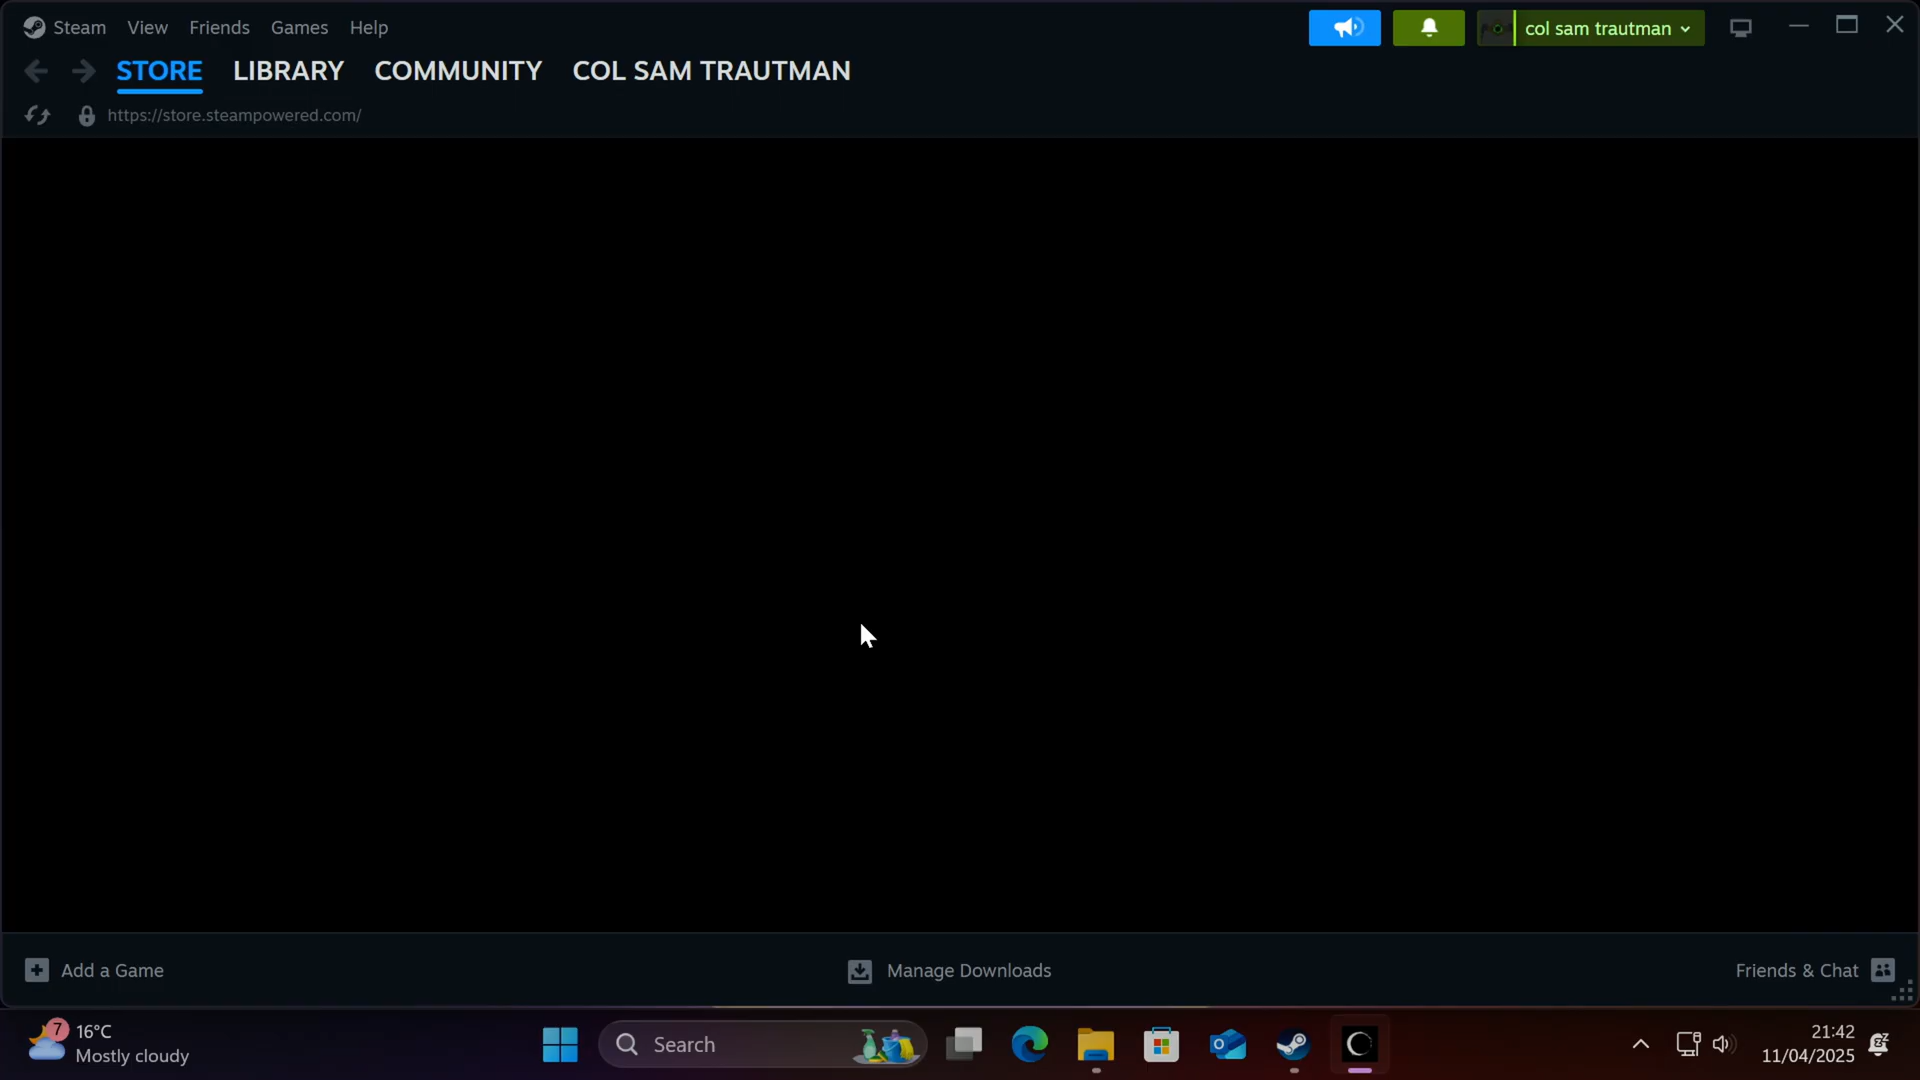 Steam View Friends Games Help col sam trautman
STORE LIBRARY COMMUNITY COL SAM TRAUTMAN
https://store.steampowered.com/
Add a Game Manage Downloads Friends & Chat
7 16°C Mostly cloudy Search 21:42
11/04/2025